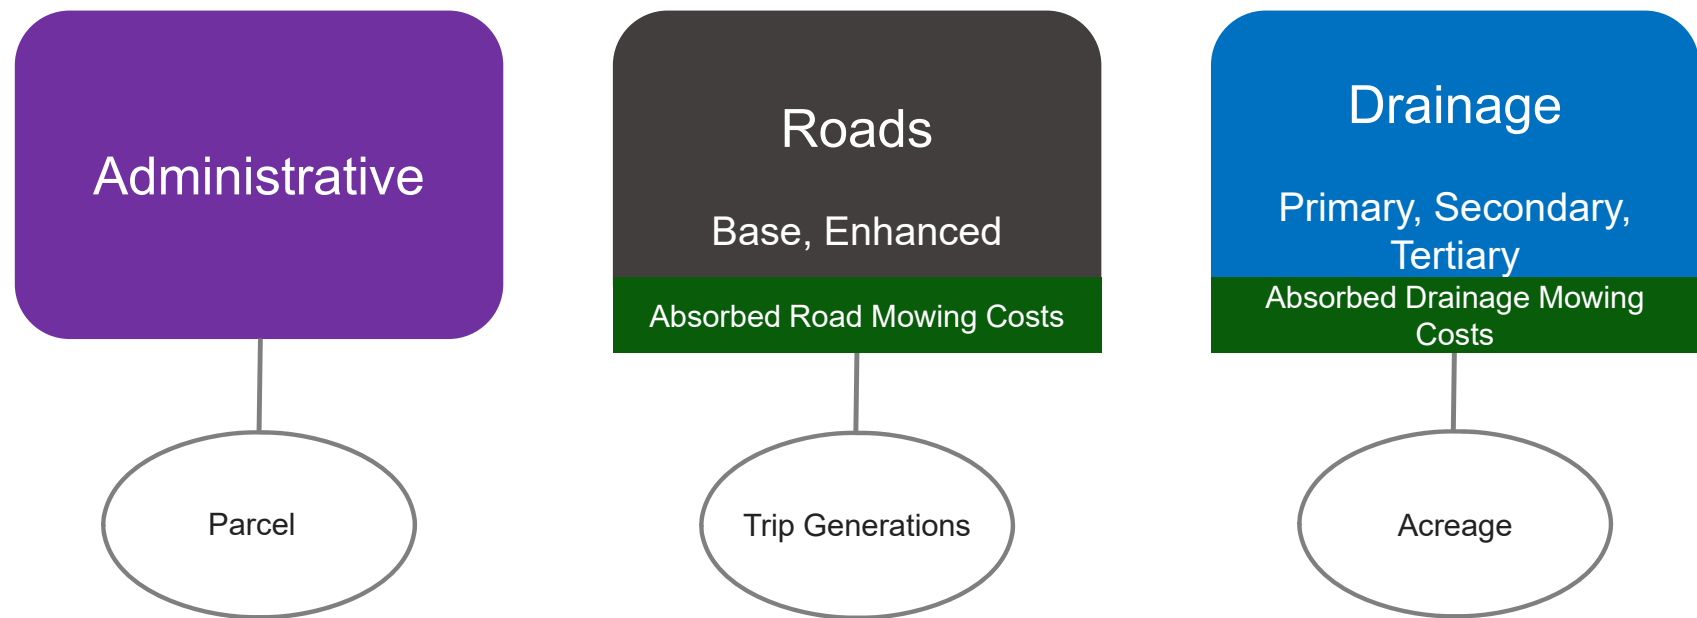 Administrative
Roads
Base, Enhanced
Absorbed Road Mowing Costs
Drainage
Primary, Secondary,
Tertiary
Absorbed Drainage Mowing
Costs
Parcel
Trip Generations
Acreage